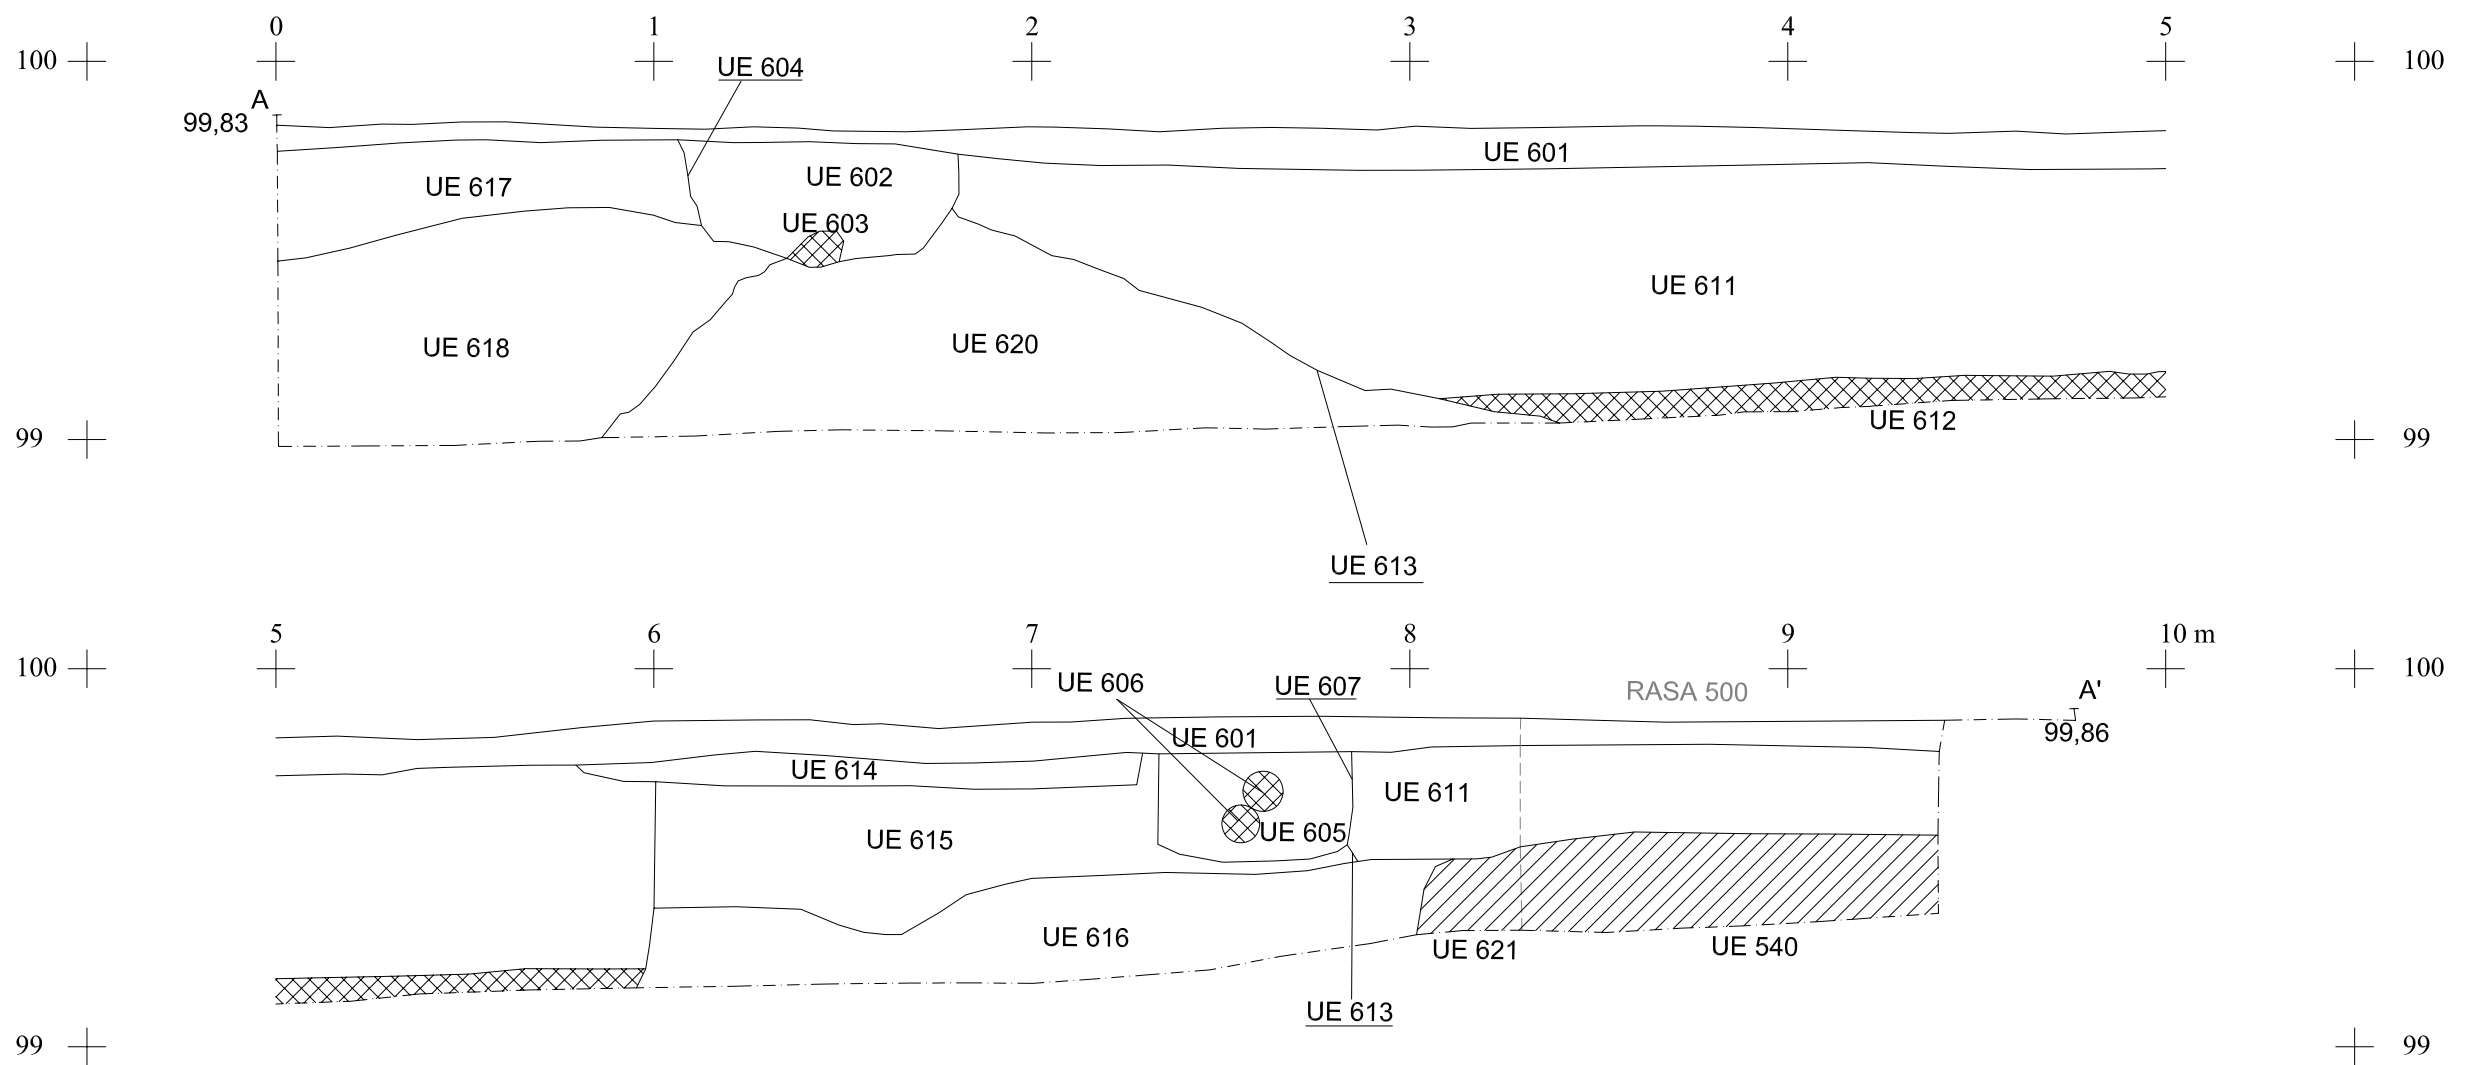 0 1 2 3 4 5
100 100
UE 604
A
99,83
UE 601
UE 602
UE 617
UE 603
UE 611
UE 618
UE 620
UE 612
99 99
UE 613
5 6 7 8 9 10 m
100 100
UE 606
UE 607
RASA 500
A'
99,86
UE 601
UE 614
UE 611
UE 605
UE 615
UE 616
UE 621
UE 540
UE 613
99 99